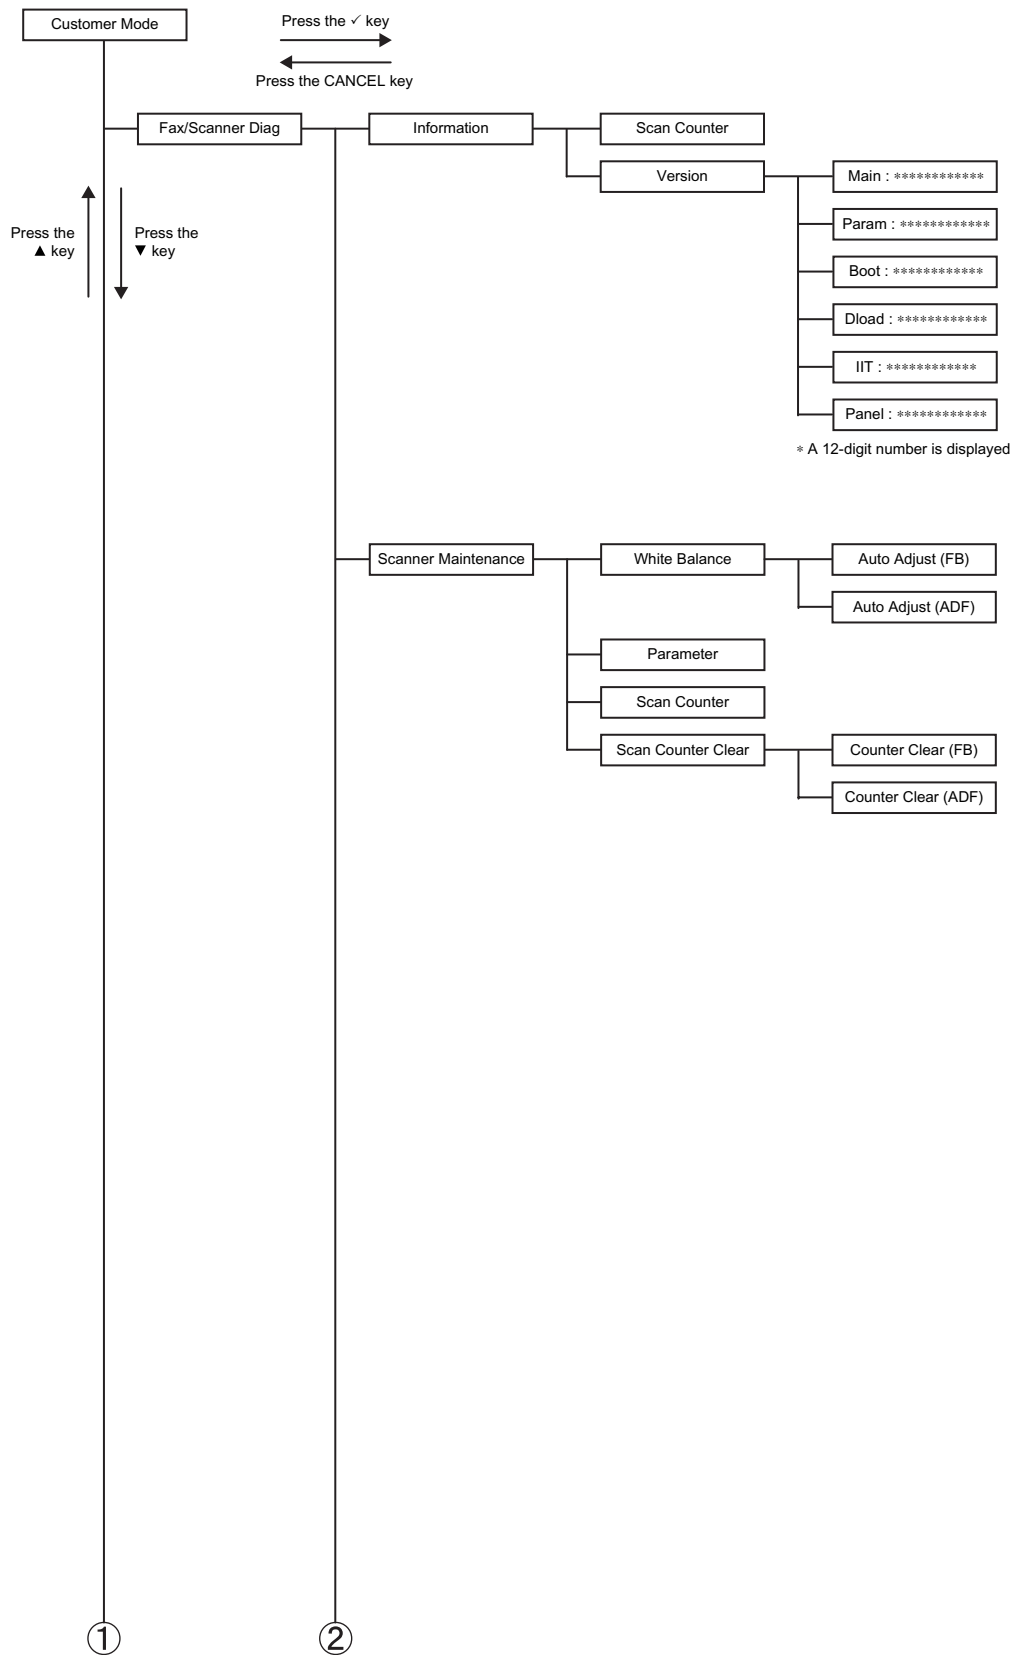 Customer Mode
Press the ✓ key
Press the CANCEL key
Fax/Scanner Diag
Information
Scan Counter
Version
Main : ************
Press the
▲ key
Press the
▼ key
Param : ************
Boot : ************
Dload : ************
IIT : ************
Panel : ************
* A 12-digit number is displayed
Scanner Maintenance
White Balance
Auto Adjust (FB)
Auto Adjust (ADF)
Parameter
Scan Counter
Scan Counter Clear
Counter Clear (FB)
Counter Clear (ADF)
①
②